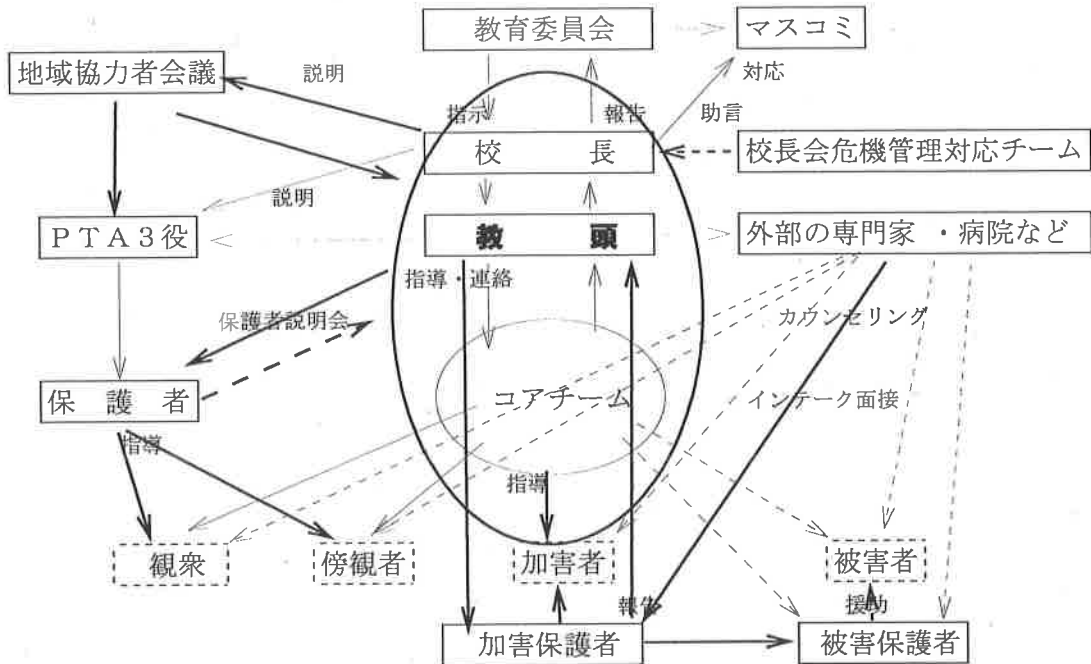 教育委員会
マスコミ
地域協力者会議
説明
対応
指示
報告
助言
校　長
校長会危機管理対応チーム
説明
PTA3役
教　頭
外部の専門家・病院など
指導・連絡
保護者説明会
カウンセリング
保護者
コアチーム
インテーク面接
指導
指導
観衆
傍観者
加害者
被害者
報告
援助
加害保護者
被害保護者